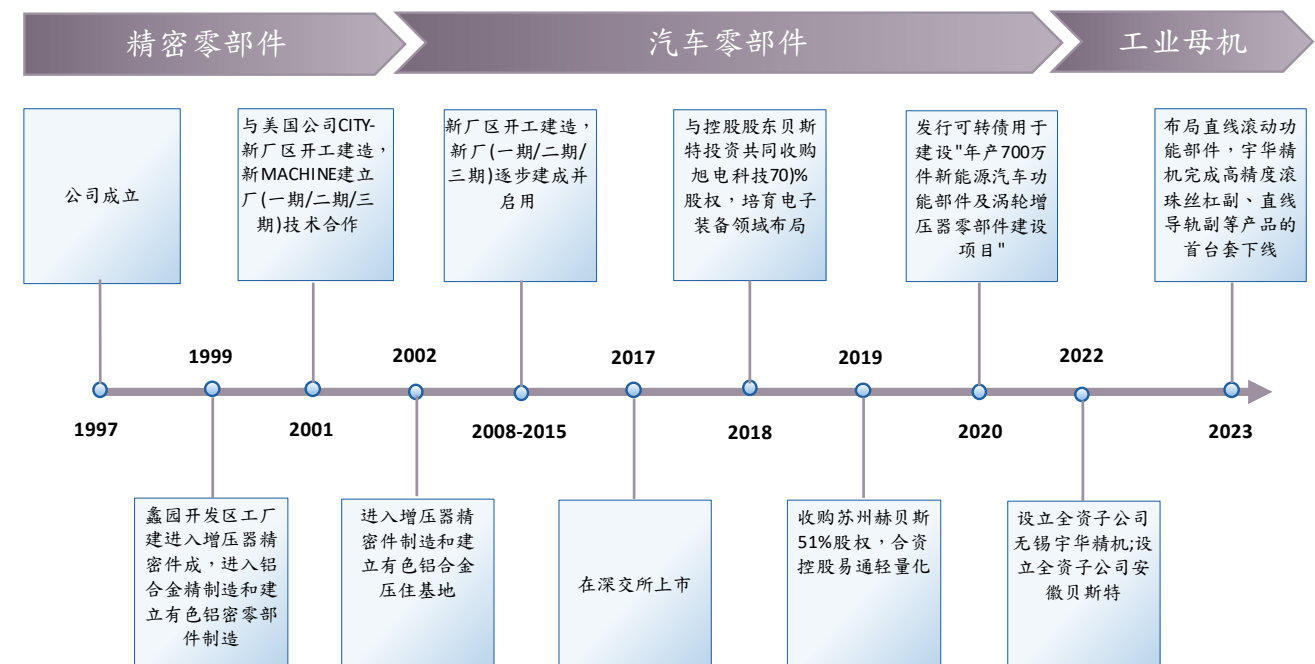 精密零部件
汽车零部件
工业母机
公司成立
与美国公司CITY-
新厂区开工建造，
新MACHINE建立
厂(一期/二期/三
期)技术合作
新厂区开工建造，
新厂(一期/二期/
三期)逐步建成并
启用
与控股股东贝斯
特投资共同收购
旭电科技70)%
股权，培育电子
装备领域布局
发行可转债用于
建设"年产700万
件新能源汽车功
能部件及涡轮增
压器零部件建设
项目"
布局直线滚动功
能部件，宇华精
机完成高精度滚
珠丝杠副、直线
导轨副等产品的
首台套下线
1999
2002
2017
2019
2022
1997
2001
2008-2015
2018
2020
2023
蠡园开发区工厂
建进入增压器精
密件成，进入铝
合金精制造和建
立有色铝密零部
件制造
进入增压器精
密件制造和建
立有色铝合金
压住基地
在深交所上市
收购苏州赫贝斯
51%股权，合资
控股易通轻量化
设立全资子公司
无锡宇华精机;设
立全资子公司安
徽贝斯特